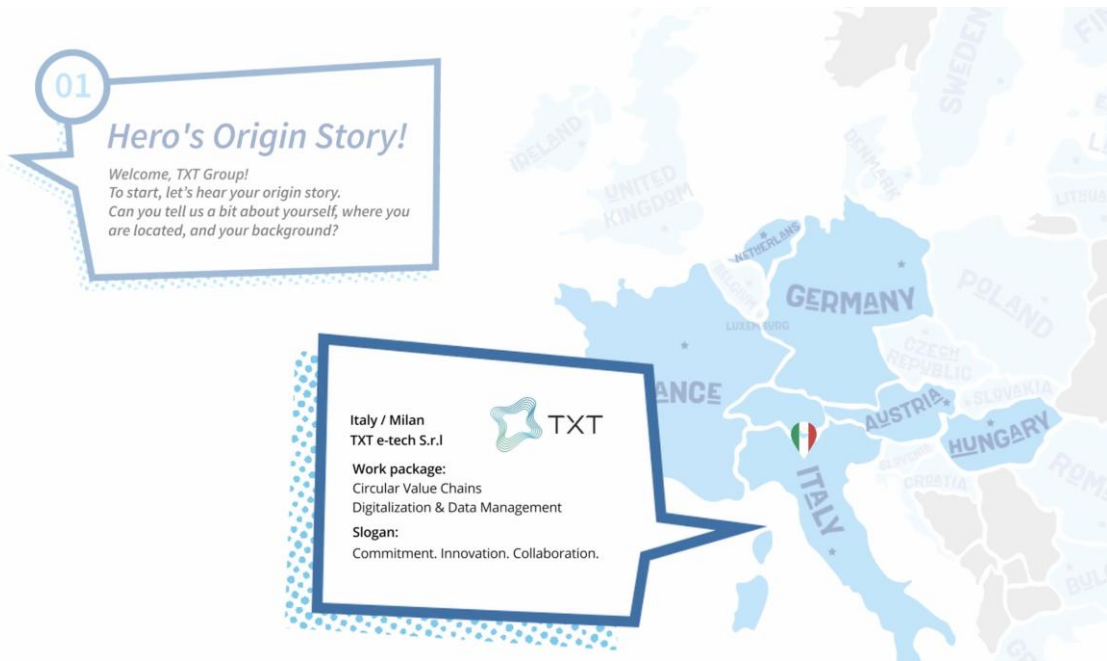 01
Hero's Origin Story!
Welcome, TXT Group!
To start, let's hear your origin story.
Can you tell us a bit about yourself, where you
are located, and your background?
Italy / Milan
TXT e-tech S.r.l
TXT
Work package:
Circular Value Chains
Digitalization & Data Management
Slogan:
Commitment. Innovation. Collaboration.
SWEDEN
IRELAND
UNITED
KINGDOM
DENMARK
NETHERLANS
BELGIUM
LUXEMBURG
GERMANY
POLAND
CZECH
REPUBLIC
SLOVAKIA
AUSTRIA
HUNGARY
CROATIA
ITALY